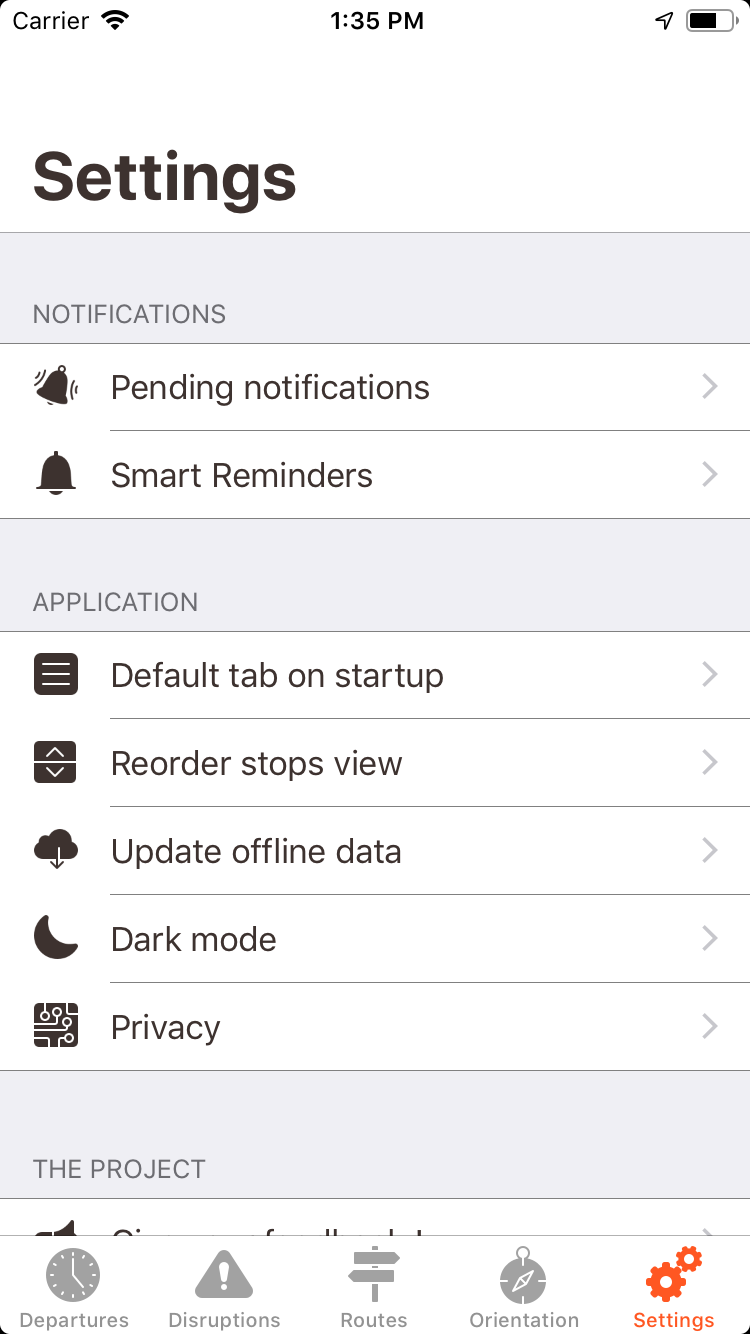 Carrier 1:35 PM
Settings
NOTIFICATIONS
Pending notifications
Smart Reminders
APPLICATION
Default tab on startup
Reorder stops view
Update offline data
Dark mode
Privacy
THE PROJECT
Departures Disruptions Routes Orientation Settings